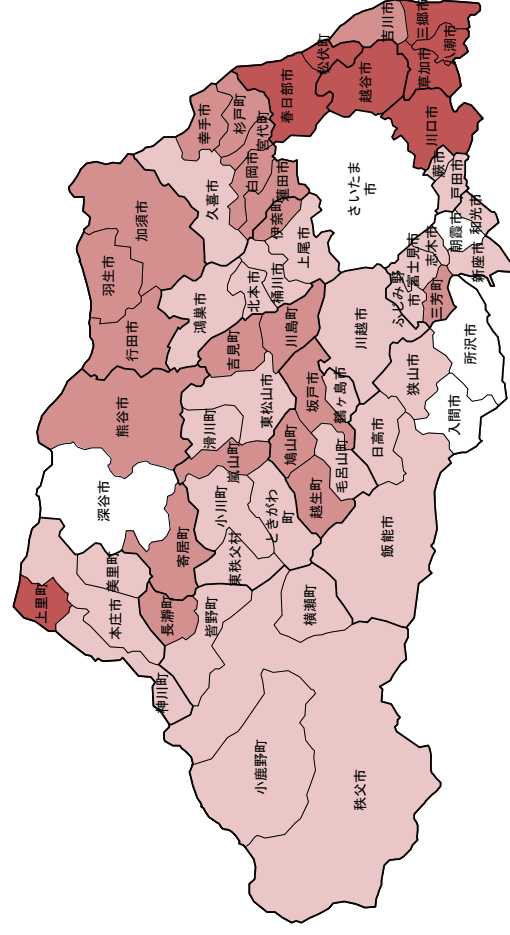 上里町
本庄市
美里町
神川町
深谷市
寄居町
長瀞町
皆野町
小鹿野町
秩父市
横瀬町
東秩父村
小川町
ときがわ
町
嵐山町
滑川町
東松山市
熊谷市
行田市
羽生市
加須市
鴻巣市
吉見町
川島町
北本市
桶川市
上尾市
伊奈町
久喜市
幸手市
杉戸町
宮代町
白岡市
蓮田市
春日部市
松伏町
吉川市
越谷市
三郷市
八潮市
草加市
川口市
さいたま
市
蕨市
戸田市
和光市
朝霞市
新座市
志木市
富士見市
ふじみ野
市
三芳町
川越市
坂戸市
鶴ヶ島市
鳩山町
毛呂山町
越生町
日高市
狭山市
所沢市
入間市
飯能市